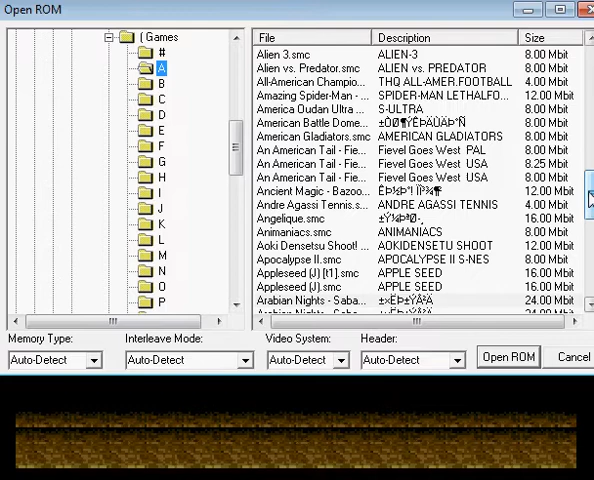 Open ROM
( Games
#
A
B
C
D
E
F
G
H
I
J
K
L
M
N
O
P
File Description Size
Alien 3.smc ALIEN-3 8.00 Mbit
Alien vs. Predator.smc ALIEN vs. PREDATOR 8.00 Mbit
All-American Champio... THQ ALL-AMER.FOOTBALL 4.00 Mbit
Amazing Spider-Man - ... SPIDER-MAN LETHALFO... 12.00 Mbit
America Oudan Ultra ... S-ULTRA 8.00 Mbit
American Battle Dome... 8.00 Mbit
American Gladiators.smc AMERICAN GLADIATORS 8.00 Mbit
An American Tail - Fie... Fievel Goes West PAL 8.00 Mbit
An American Tail - Fie... Fievel Goes West USA 8.25 Mbit
An American Tail - Fie... Fievel Goes West USA 8.00 Mbit
Ancient Magic - Bazoo... 12.00 Mbit
Andre Agassi Tennis.s... ANDRE AGASSI TENNIS 4.00 Mbit
Angelique.smc 16.00 Mbit
Animaniacs.smc ANIMANIACS 8.00 Mbit
Aoki Densetsu Shoot! ... AOKIDENSETU SHOOT 12.00 Mbit
Apocalypse II.smc APOCALYPSE II S-NES 8.00 Mbit
Appleseed (J) [t1].smc APPLE SEED 16.00 Mbit
Appleseed (J).smc APPLE SEED 16.00 Mbit
Arabian Nights - Saba... 24.00 Mbit
Memory Type: Interleave Mode: Video System: Header:
Auto-Detect Auto-Detect Auto-Detect Auto-Detect Open ROM Cancel